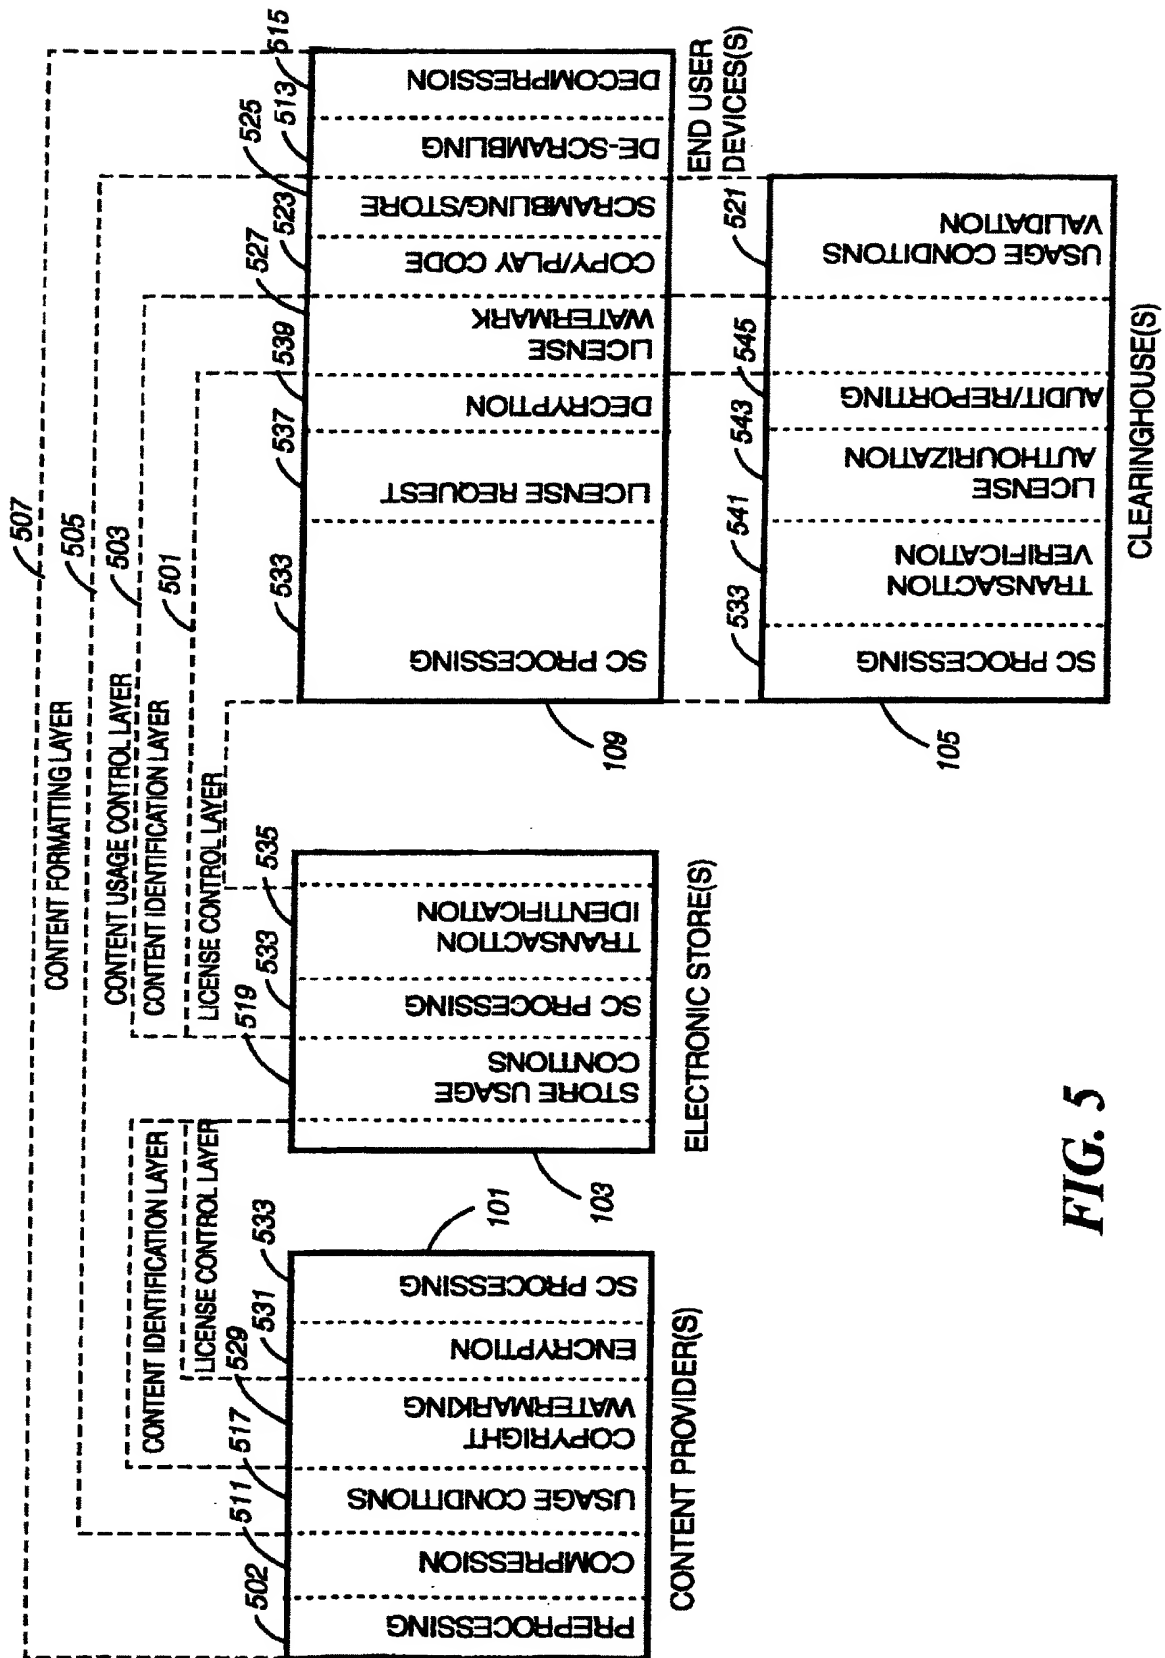 507
CONTENT FORMATTING LAYER
505
CONTENT USAGE CONTROL LAYER
503
CONTENT IDENTIFICATION LAYER
501
LICENSE CONTROL LAYER
CONTENT IDENTIFICATION LAYER
LICENSE CONTROL LAYER
502
511
517
529
531
533
PREPROCESSING
COMPRESSION
USAGE CONDITIONS
COPYRIGHT
WATERMARKING
ENCRYPTION
SC PROCESSING
101
CONTENT PROVIDER(S)
519
533
535
STORE USAGE
CONTIONS
SC PROCESSING
TRANSACTION
IDENTIFICATION
103
ELECTRONIC STORE(S)
533
537
539
527
523
525
513
515
SC PROCESSING
LICENSE REQUEST
DECRYPTION
LICENSE
WATERMARK
COPY/PLAY CODE
SCRAMBLING/STORE
DE-SCRAMBLING
DECOMPRESSION
109
END USER
DEVICES(S)
533
541
543
545
521
SC PROCESSING
TRANSACTION
VERIFICATION
LICENSE
AUTHOURIZATION
AUDIT/REPORTING
USAGE CONDITONS
VALIDATION
105
CLEARINGHOUSE(S)
FIG. 5